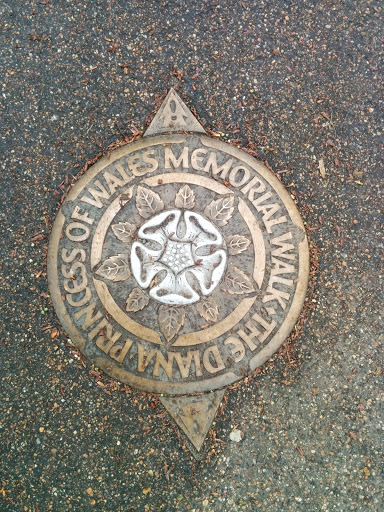 THE DIANA · PRINCESS OF WALES MEMORIAL WALK ·